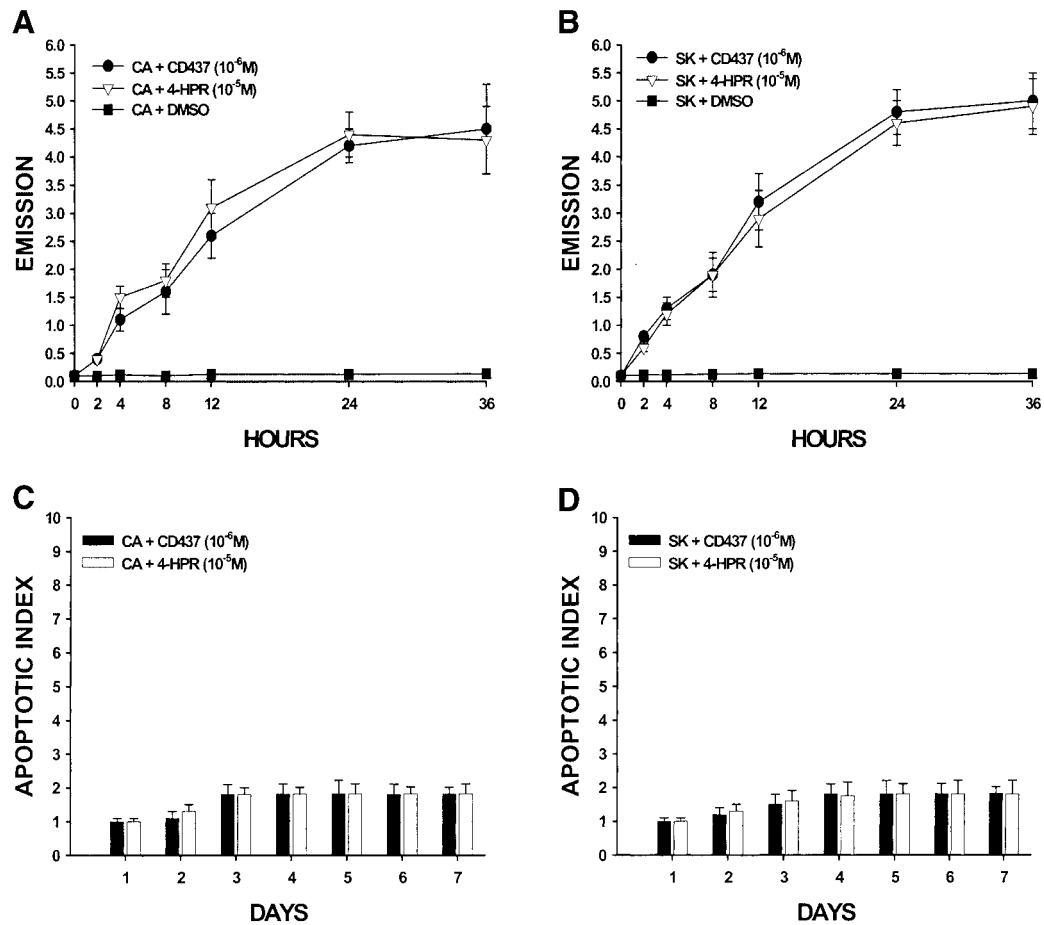 A
CA + CD437 (10⁻⁶M)
CA + 4-HPR (10⁻⁵M)
CA + DMSO
EMISSION
6.0
5.5
5.0
4.5
4.0
3.5
3.0
2.5
2.0
1.5
1.0
0.5
0.0
0 2 4 8 12 24 36
HOURS
B
SK + CD437 (10⁻⁶M)
SK + 4-HPR (10⁻⁵M)
SK + DMSO
EMISSION
6.0
5.5
5.0
4.5
4.0
3.5
3.0
2.5
2.0
1.5
1.0
0.5
0.0
0 2 4 8 12 24 36
HOURS
C
CA + CD437 (10⁻⁶M)
CA + 4-HPR (10⁻⁵M)
APOPTOTIC INDEX
10
9
8
7
6
5
4
3
2
1
0
1 2 3 4 5 6 7
DAYS
D
SK + CD437 (10⁻⁶M)
SK + 4-HPR (10⁻⁵M)
APOPTOTIC INDEX
10
9
8
7
6
5
4
3
2
1
0
1 2 3 4 5 6 7
DAYS